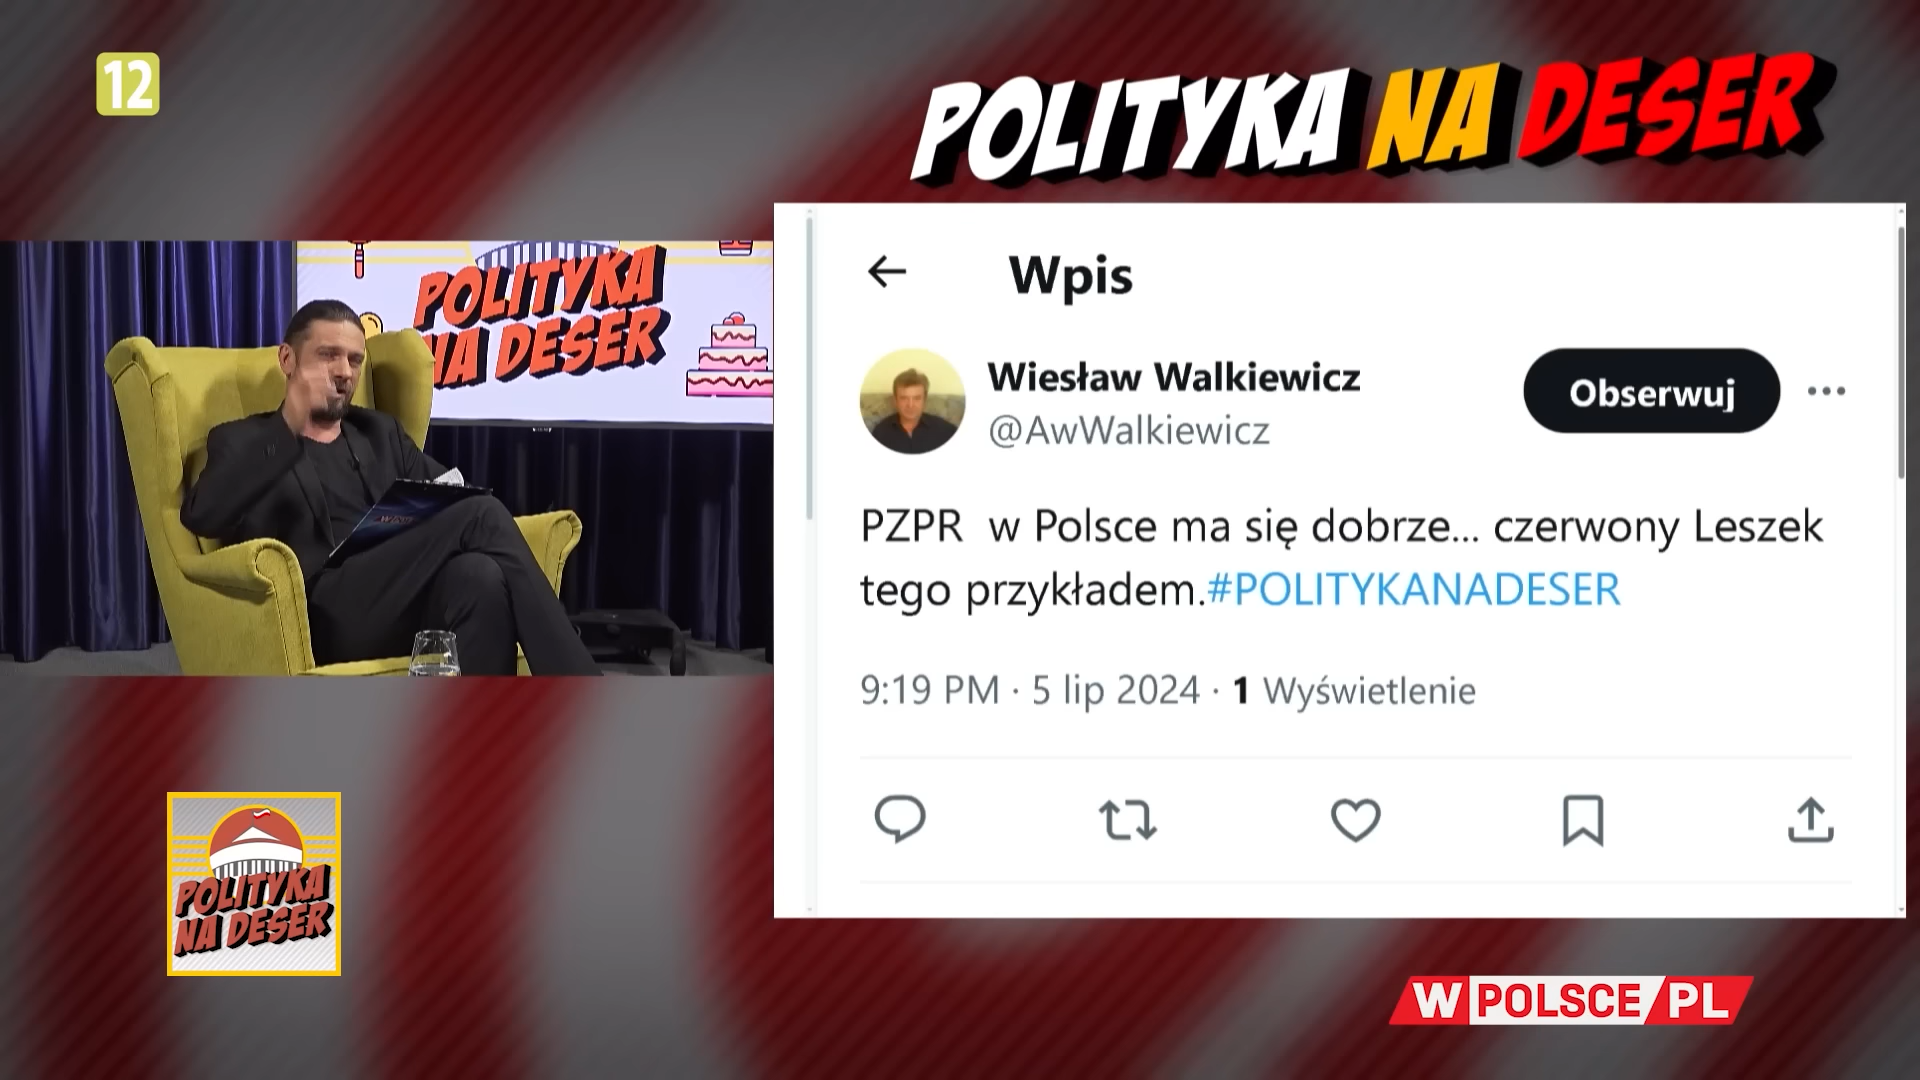 12
POLITYKA NA DESER
POLITYKA
NA DESER
Wpis
Wiesław Walkiewicz
@AwWalkiewicz
Obserwuj
PZPR w Polsce ma się dobrze... czerwony Leszek
tego przykładem.#POLITYKANADESER
9:19 PM · 5 lip 2024 · 1 Wyświetlenie
POLITYKA
NA DESER
W POLSCE/PL